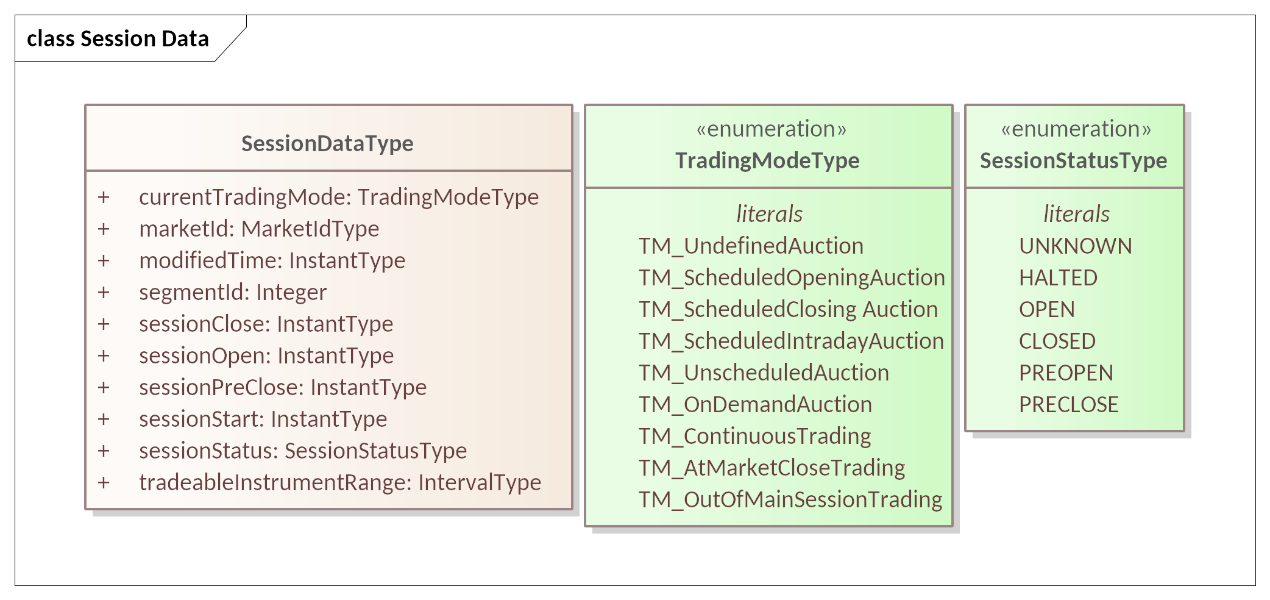 class Session Data
SessionDataType
+ currentTradingMode: TradingModeType
+ marketId: MarketIdType
+ modifiedTime: InstantType
+ segmentId: Integer
+ sessionClose: InstantType
+ sessionOpen: InstantType
+ sessionPreClose: InstantType
+ sessionStart: InstantType
+ sessionStatus: SessionStatusType
+ tradeableInstrumentRange: IntervalType
«enumeration»
TradingModeType
literals
TM_UndefinedAuction
TM_ScheduledOpeningAuction
TM_ScheduledClosing Auction
TM_ScheduledIntradayAuction
TM_UnscheduledAuction
TM_OnDemandAuction
TM_ContinuousTrading
TM_AtMarketCloseTrading
TM_OutOfMainSessionTrading
«enumeration»
SessionStatusType
literals
UNKNOWN
HALTED
OPEN
CLOSED
PREOPEN
PRECLOSE